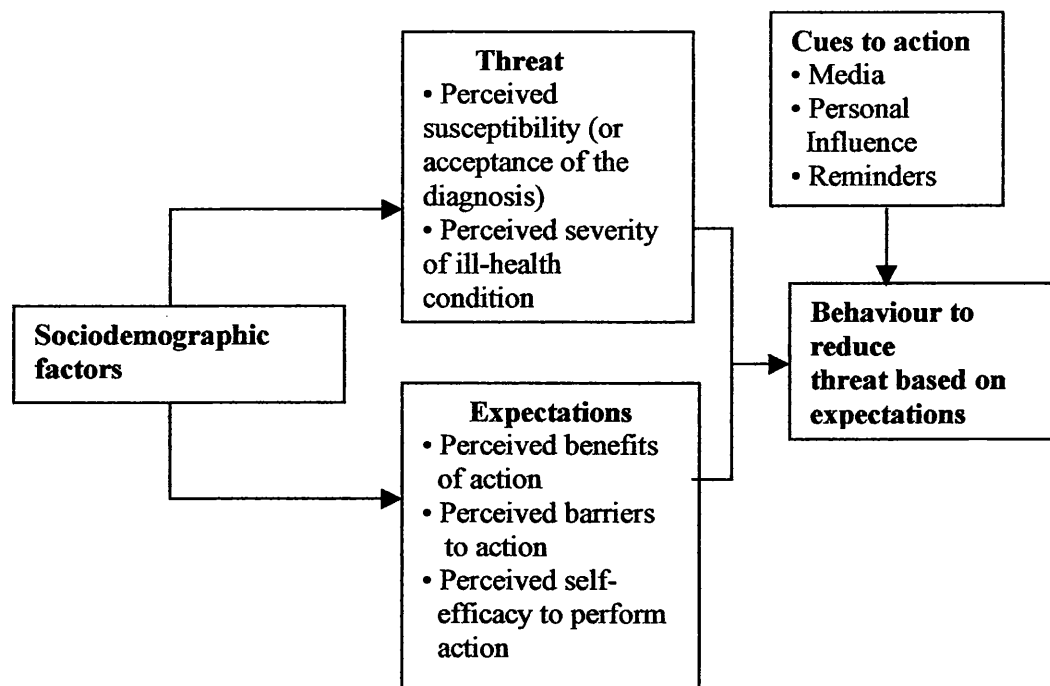 Sociodemographic
factors
Threat
• Perceived
susceptibility (or
acceptance of the
diagnosis)
• Perceived severity
of ill-health
condition
Expectations
• Perceived benefits
of action
• Perceived barriers
to action
• Perceived self-
efficacy to perform
action
Cues to action
• Media
• Personal
Influence
• Reminders
Behaviour to
reduce
threat based on
expectations